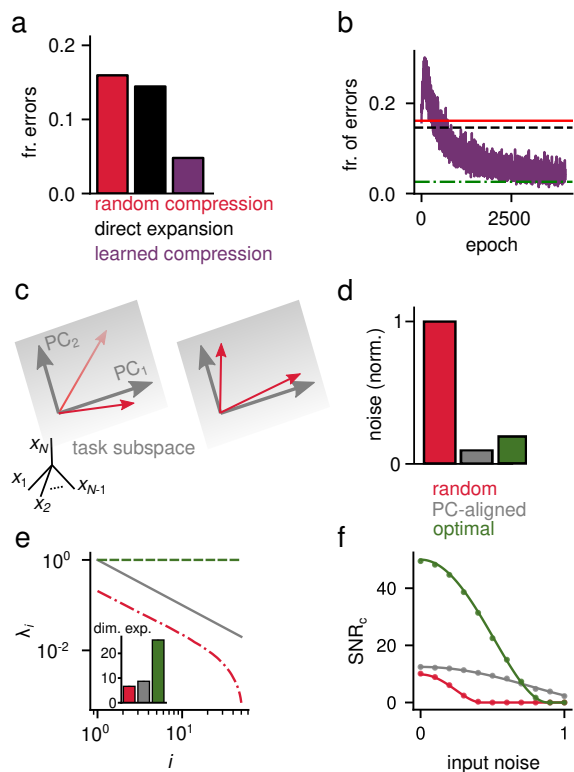 a
0.2
0.1
0.0
fr. errors
random compression
direct expansion
learned compression
b
0.2
0.0
fr. of errors
0
2500
epoch
c
PC2
PC1
task subspace
xN
x1
x2
xN-1
d
1
0
noise (norm.)
random
PC-aligned
optimal
e
10^0
10^-2
λi
dim. exp.
20
10
0
10^0
10^1
i
f
40
20
0
SNRc
0
1
input noise